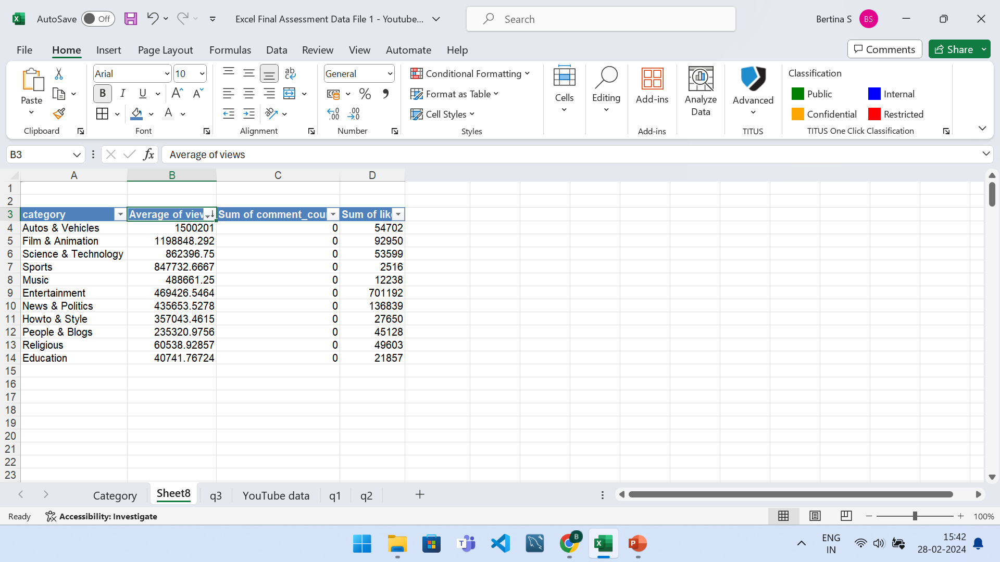 AutoSave Off Excel Final Assessment Data File 1 - Youtube... Search Bertina S BS
File Home Insert Page Layout Formulas Data Review View Automate Help Comments Share
Paste
Clipboard
Arial 10
B I U A A
A
Font
ab
Alignment
General
% 9
Number
Conditional Formatting
Format as Table
Cell Styles
Styles
Cells
Editing
Add-ins
Add-ins
Analyze
Data
Advanced
TITUS
Classification
Public Internal
Confidential Restricted
TITUS One Click Classification
B3 fx Average of views
A B C D
1
2
3 category Average of view Sum of comment_cou Sum of like
4 Autos & Vehicles 1500201 0 54702
5 Film & Animation 1198848.292 0 92950
6 Science & Technology 862396.75 0 53599
7 Sports 847732.6667 0 2516
8 Music 488661.25 0 12238
9 Entertainment 469426.5464 0 701192
10 News & Politics 435653.5278 0 136839
11 Howto & Style 357043.4615 0 27650
12 People & Blogs 235320.9756 0 45128
13 Religious 60538.92857 0 49603
14 Education 40741.76724 0 21857
15
16
17
18
19
20
21
22
23
Category Sheet8 q3 YouTube data q1 q2
Ready Accessibility: Investigate 100%
ENG 15:42
IN 28-02-2024